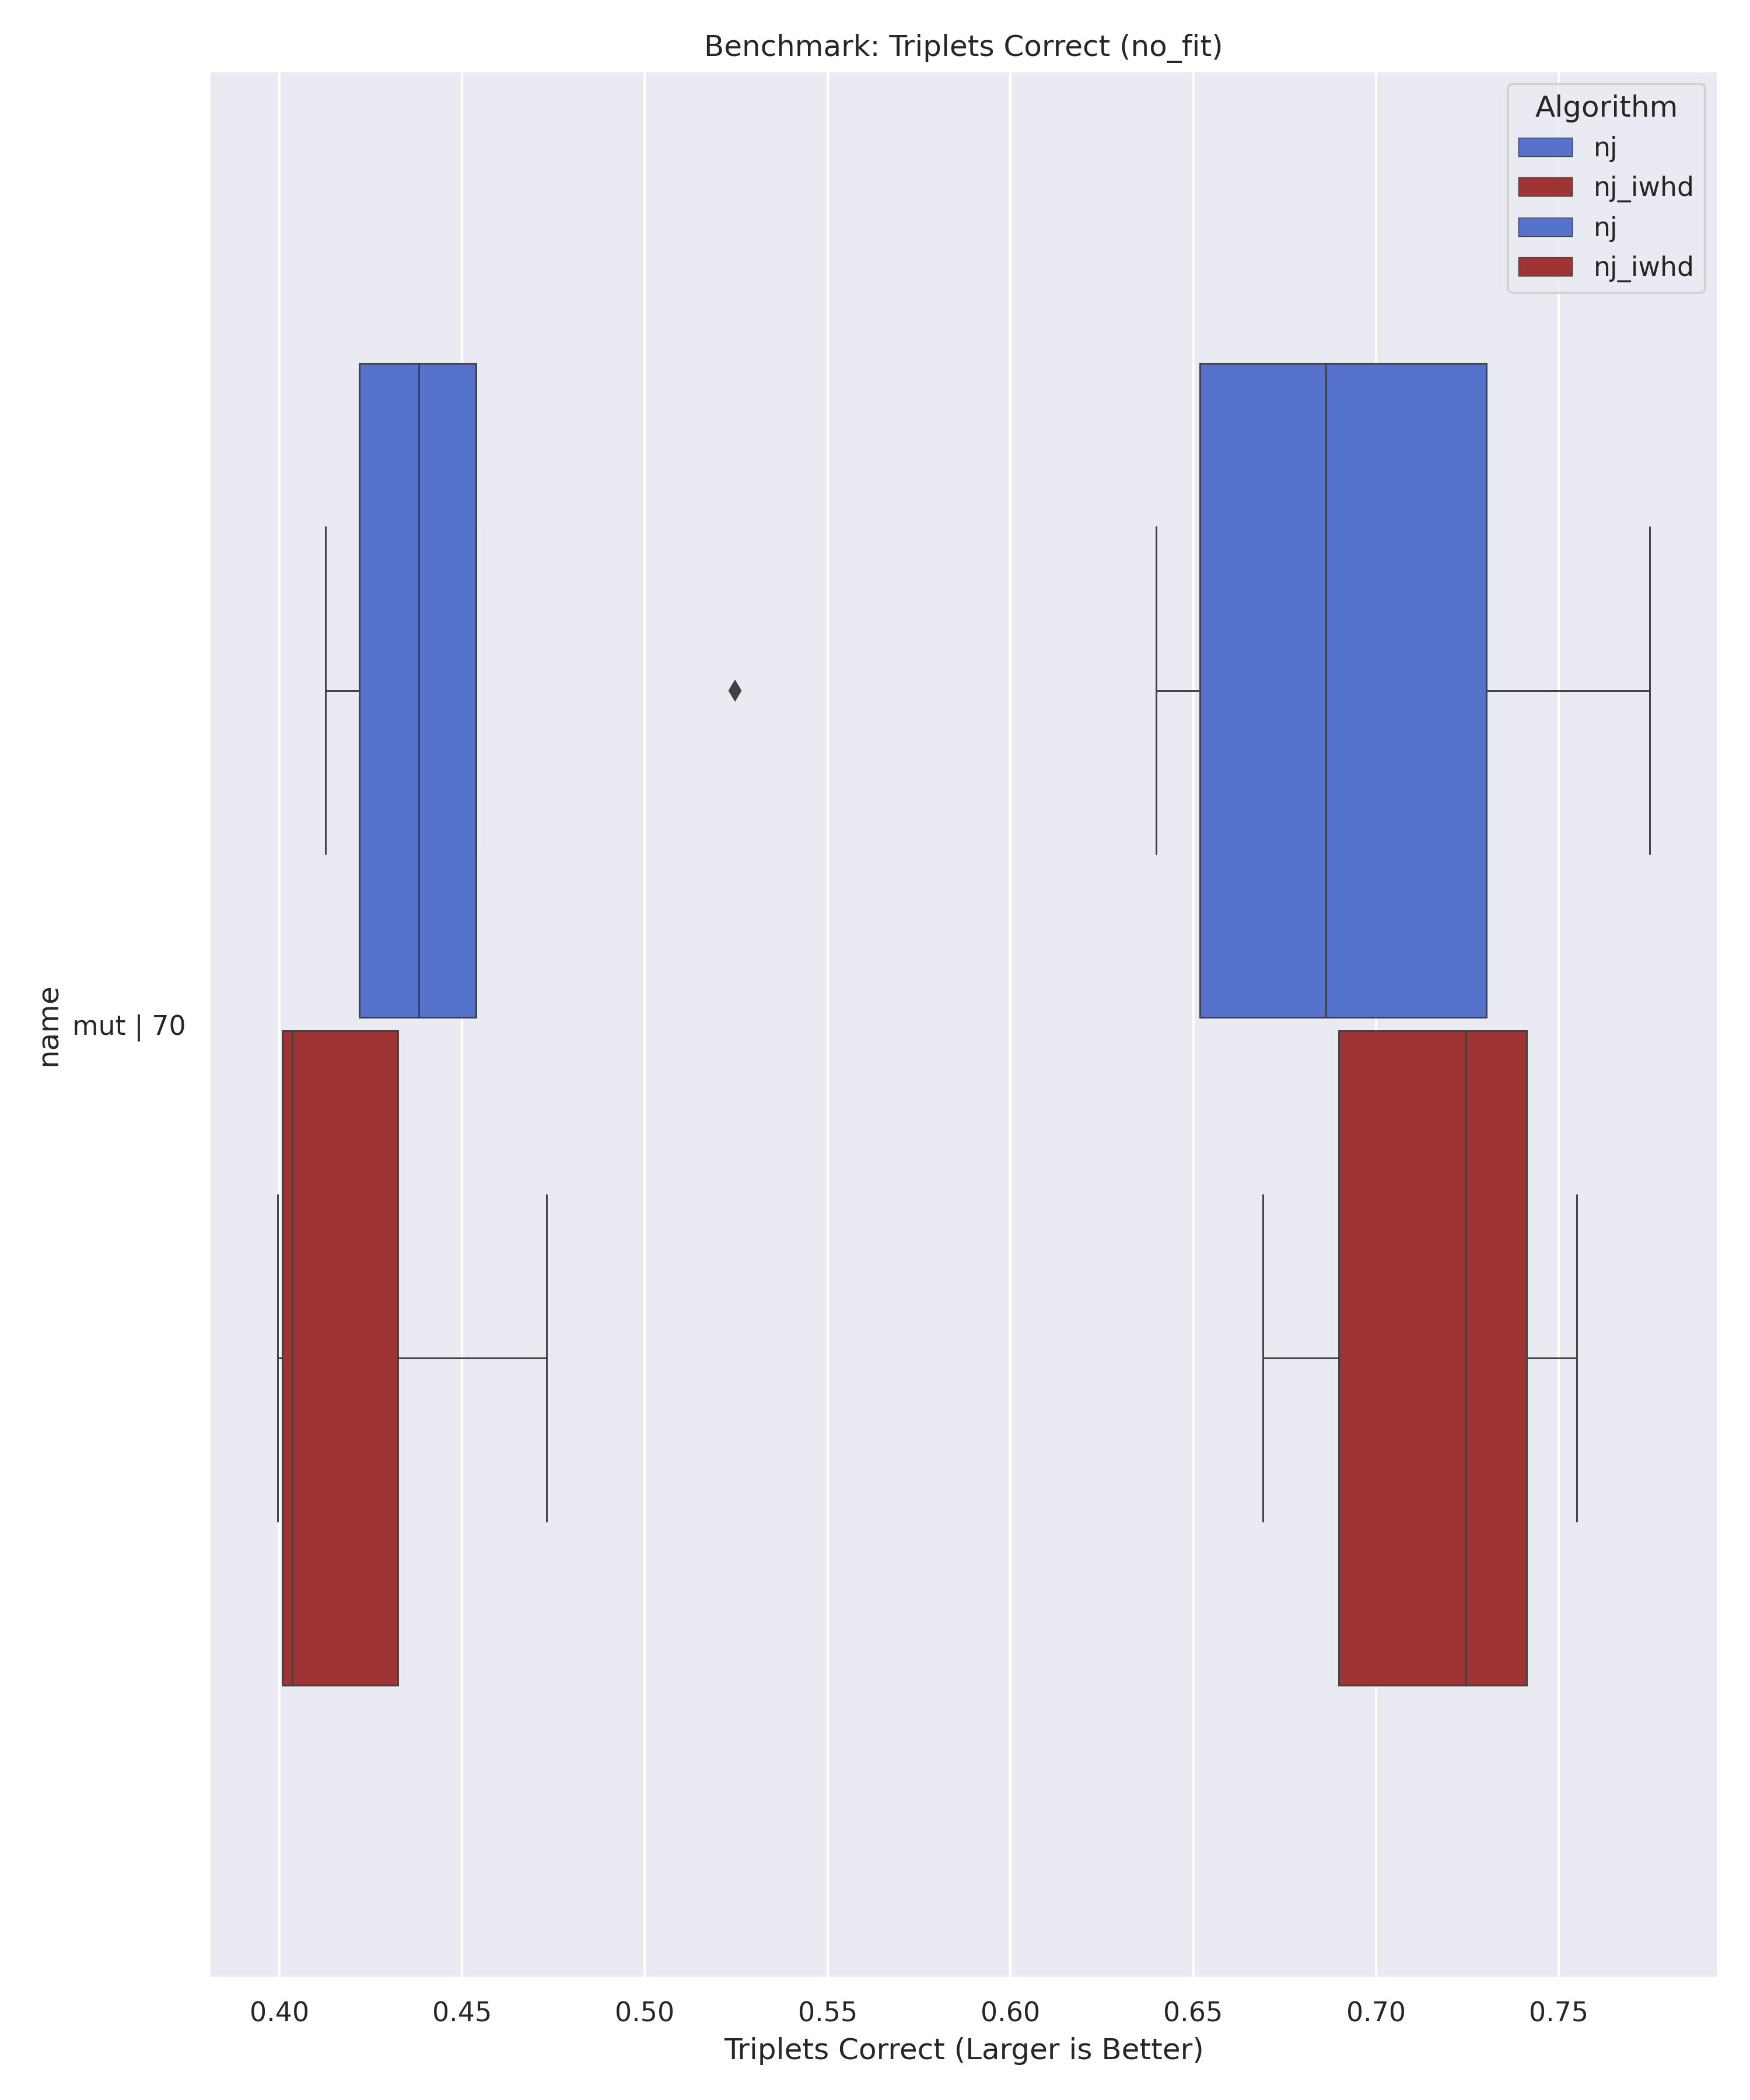 Benchmark: Triplets Correct (no_fit)
Algorithm
nj
nj_iwhd
nj
nj_iwhd
name
mut | 70
0.40 0.45 0.50 0.55 0.60 0.65 0.70 0.75
Triplets Correct (Larger is Better)